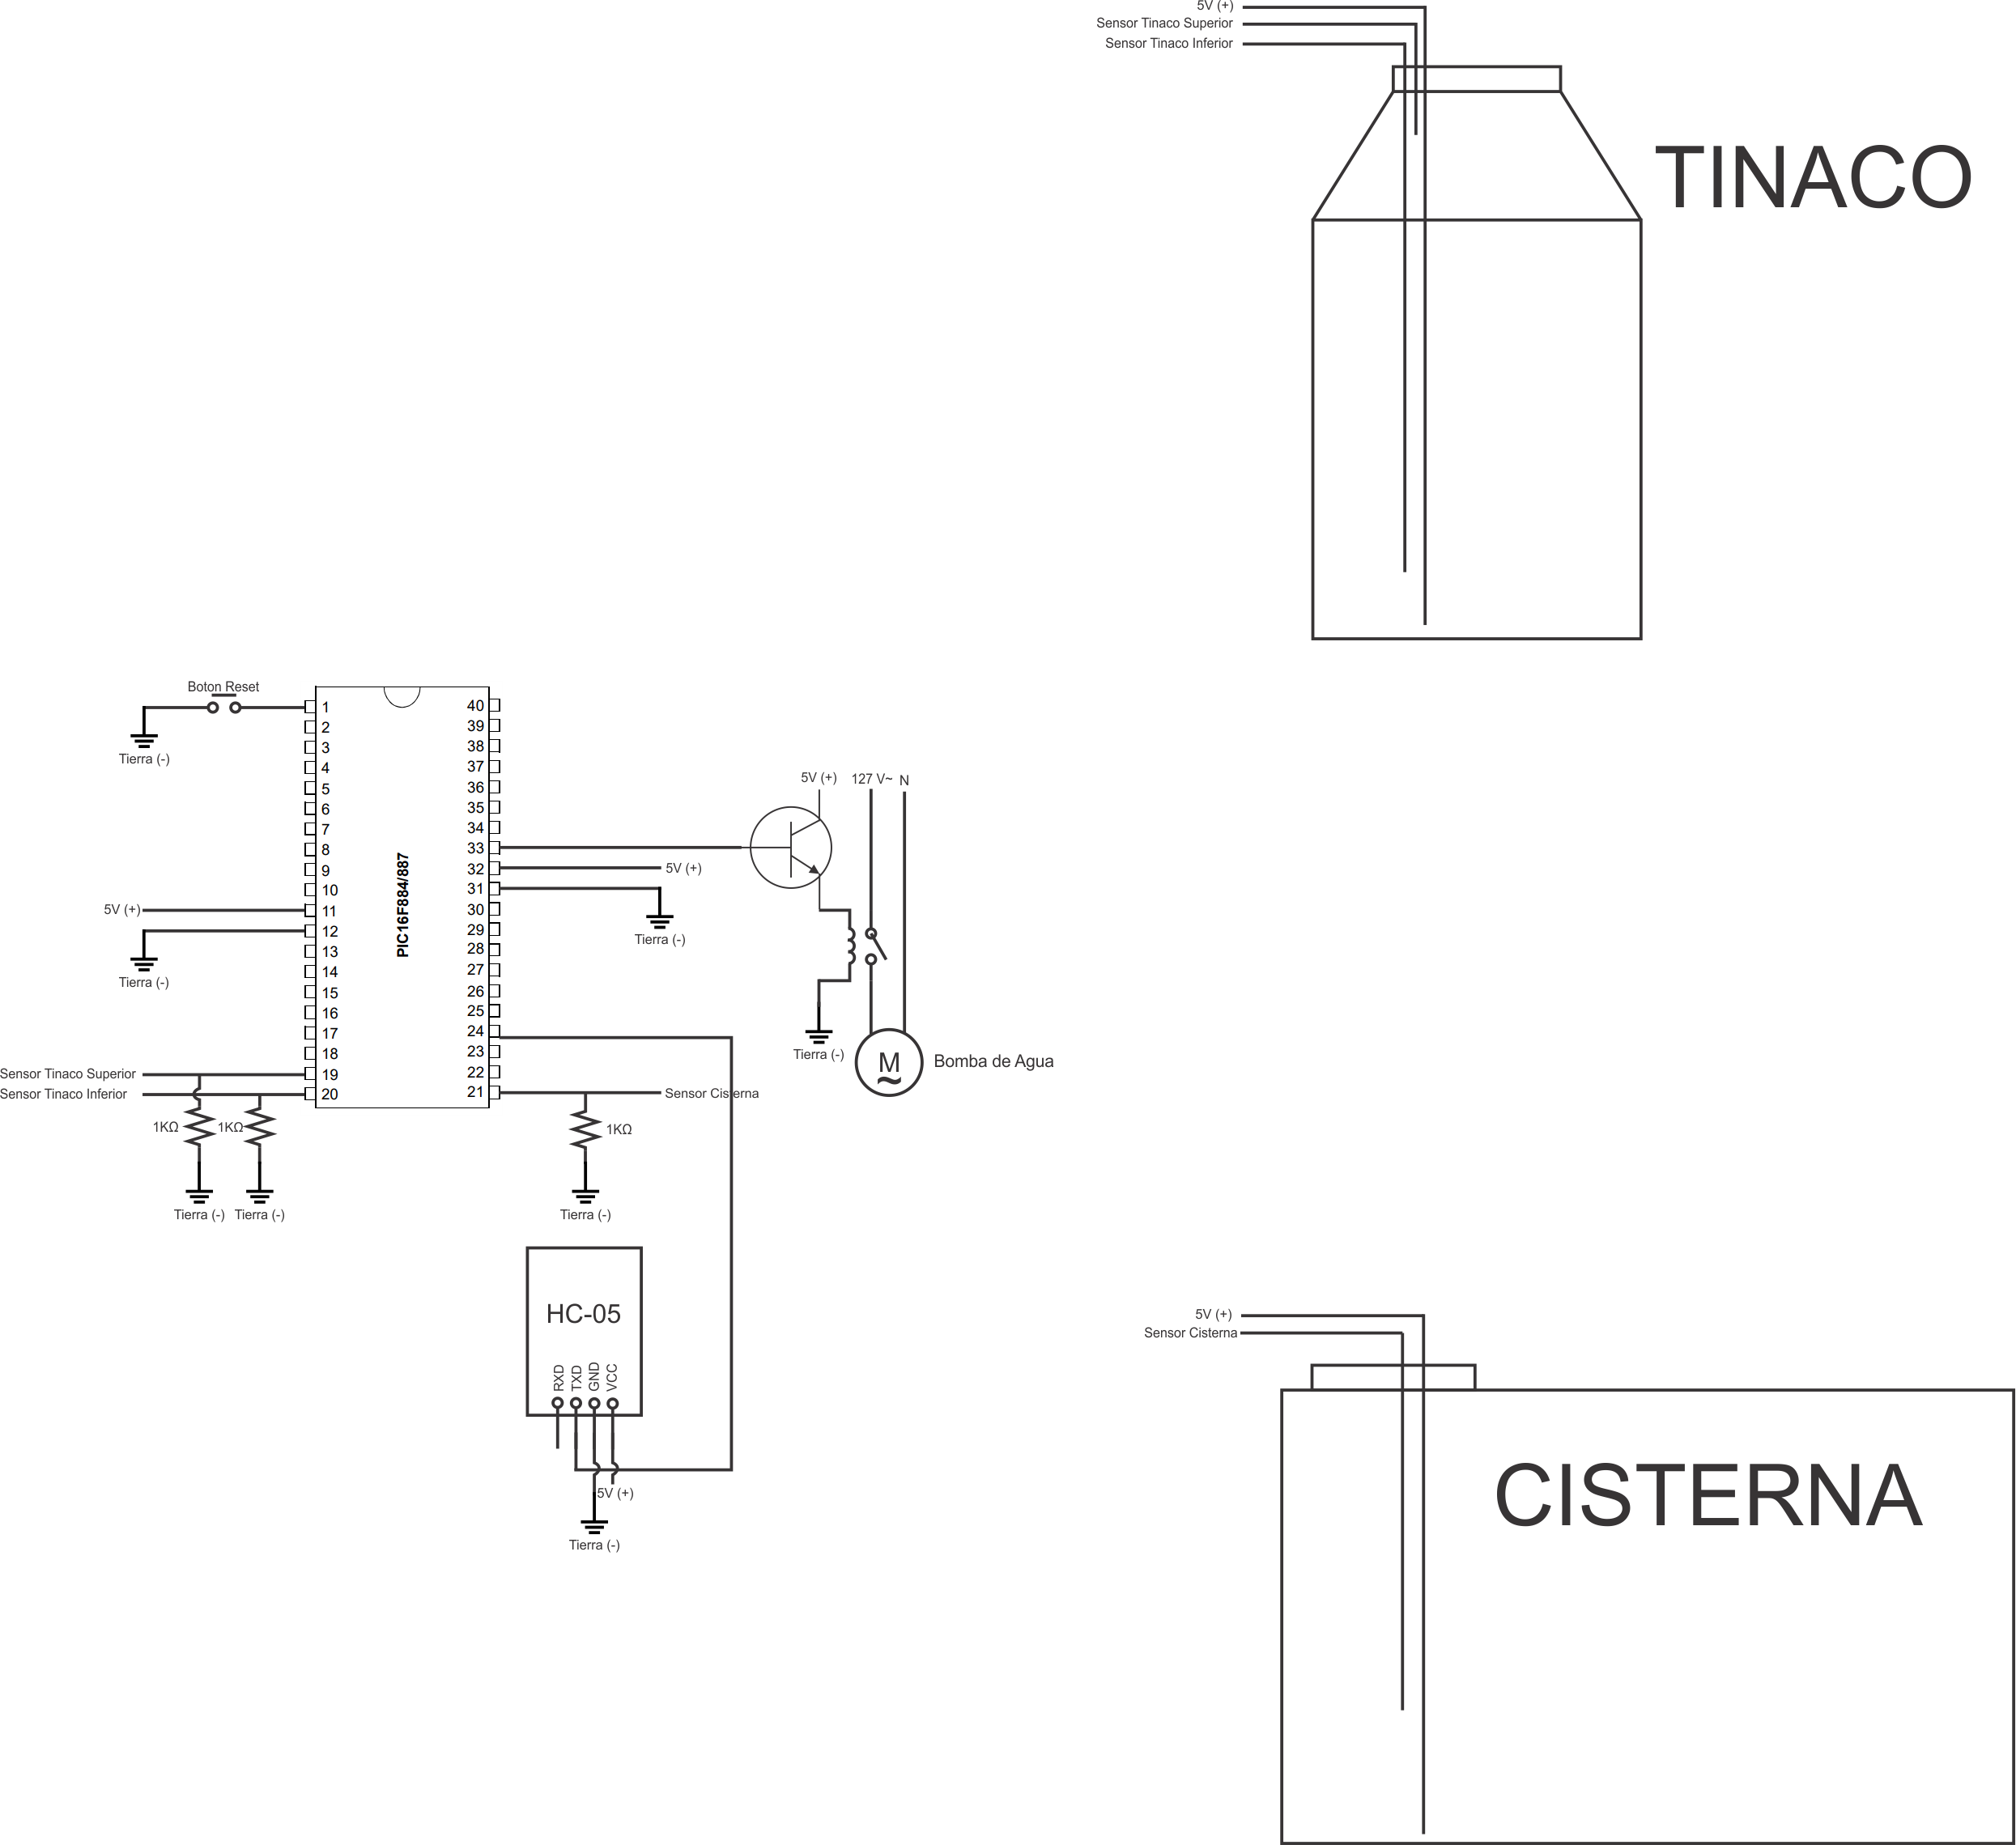 5V (+)
Sensor Tinaco Superior
Sensor Tinaco Inferior
TINACO
Boton Reset
Tierra (-)
5V (+)
Tierra (-)
Sensor Tinaco Superior
Sensor Tinaco Inferior
1KΩ
1KΩ
Tierra (-)
Tierra (-)
1
2
3
4
5
6
7
8
9
10
11
12
13
14
15
16
17
18
19
20
PIC16F884/887
40
39
38
37
36
35
34
33
32
31
30
29
28
27
26
25
24
23
22
21
5V (+)
Tierra (-)
5V (+)
127 V~
N
Tierra (-)
M
~
Bomba de Agua
Sensor Cisterna
1KΩ
Tierra (-)
HC-05
RXD
TXD
GND
VCC
5V (+)
Tierra (-)
5V (+)
Sensor Cisterna
CISTERNA